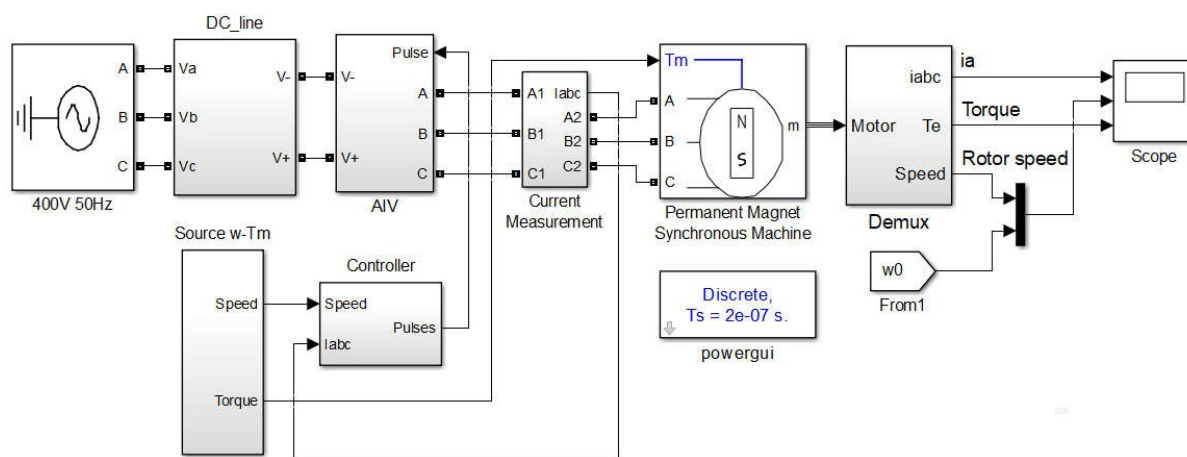 DC_line
A
B
C
400V 50Hz
Va
Vb
Vc
V-
V+
V-
V+
Pulse
A
B
C
AIV
A1
B1
C1
Iabc
A2
B2
C2
Current
Measurement
Tm
A
B
C
N
S
m
Permanent Magnet
Synchronous Machine
Motor
iabc
Te
Speed
Demux
ia
Torque
Rotor speed
Scope
w0
From1
Source w-Tm
Speed
Torque
Controller
Speed
Iabc
Pulses
Discrete,
Ts = 2e-07 s.
powergui